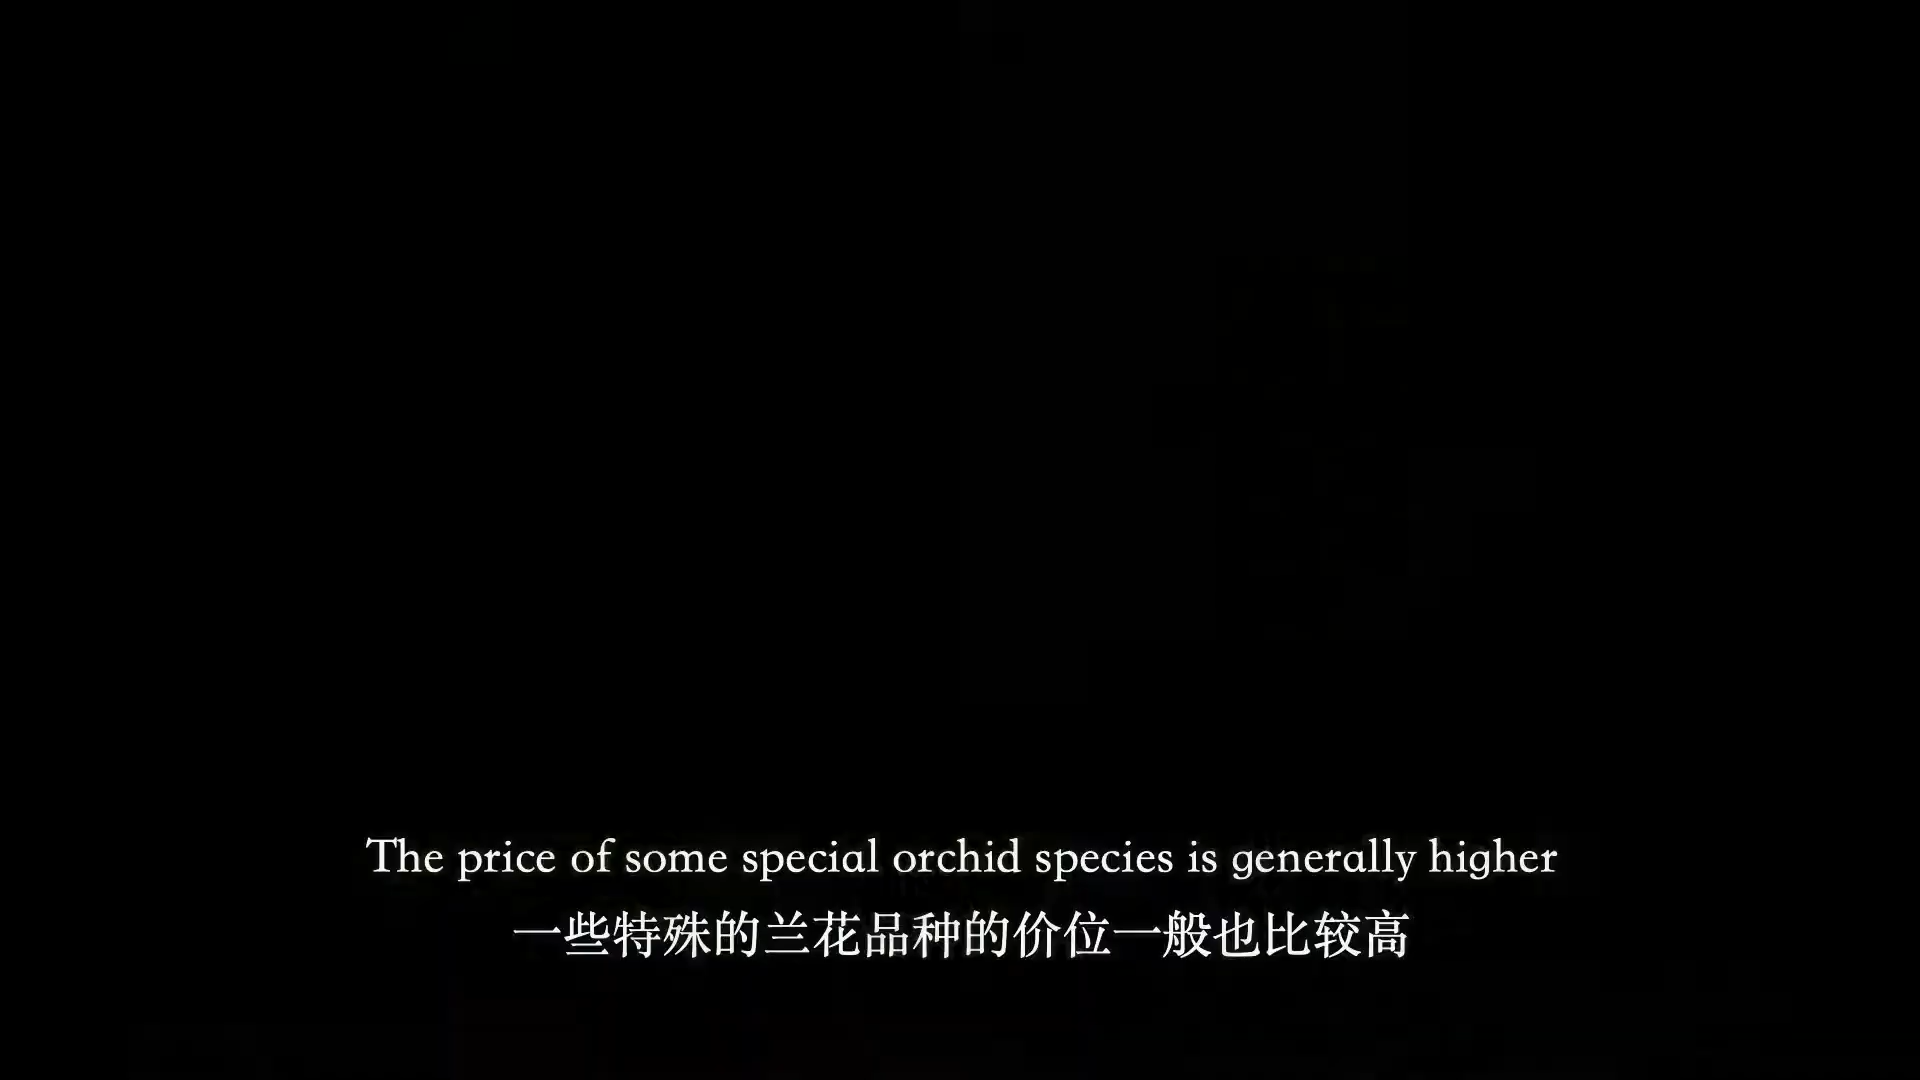 The price of some special orchid species is generally higher
一些特殊的兰花品种的价位一般也比较高